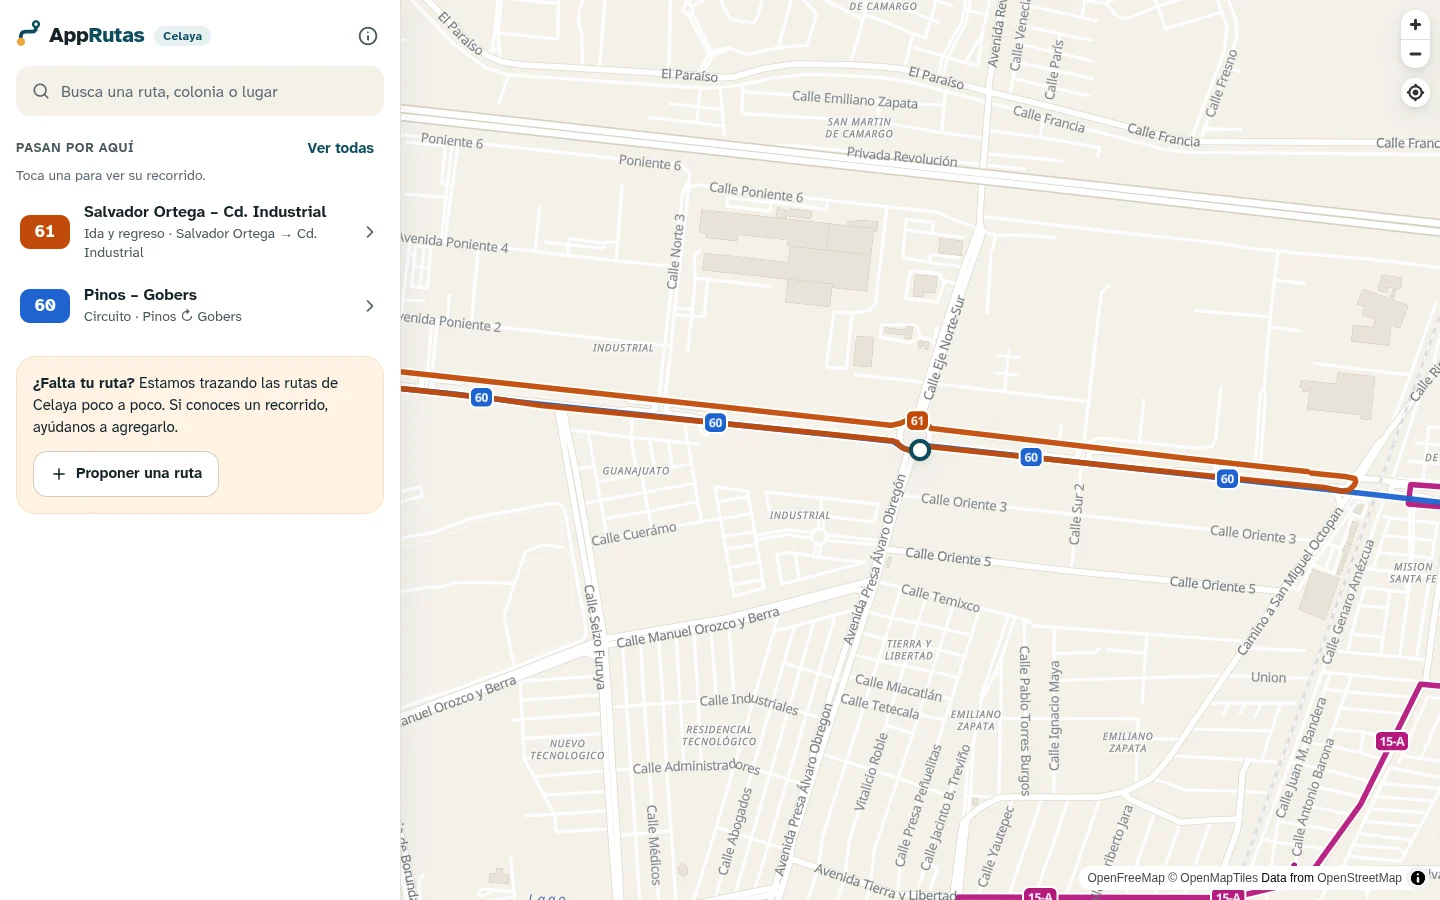 AppRutas Celaya
Busca una ruta, colonia o lugar
PASAN POR AQUÍ
Ver todas
Toca una para ver su recorrido.
61
Salvador Ortega – Cd. Industrial
Ida y regreso · Salvador Ortega → Cd.
Industrial
60
Pinos – Gobers
Circuito · Pinos ↻ Gobers
¿Falta tu ruta? Estamos trazando las rutas de
Celaya poco a poco. Si conoces un recorrido,
ayúdanos a agregarlo.
+ Proponer una ruta
DE CAMARGO
El Paraíso
El Paraíso
El Paraíso
Calle París
Calle Fresno
Calle Emiliano Zapata
SAN MARTIN
DE CAMARGO
Calle Francia
Calle Francia
Poniente 6
Poniente 6
Privada Revolución
Calle Poniente 6
Calle Norte 3
Avenida Poniente 4
INDUSTRIAL
Calle Eje Norte-Sur
60
60
61
60
60
GUANAJUATO
INDUSTRIAL
Calle Oriente 3
Calle Sur 2
Calle Oriente 3
Calle Cuerámo
Avenida Presa Álvaro Obregón
Calle Oriente 5
Calle Oriente 5
Camino a San Miguel Octopan
MISION
SANTA FE
Calle Genaro Amézcua
Calle Seizo Furuya
Calle Temixco
Calle Manuel Orozco y Berra
TIERRA Y
LIBERTAD
Calle Pablo Torres Burgos
Calle Ignacio Maya
Union
anuel Orozco y Berra
Calle Miacatlán
Calle Tetecala
Calle Industriales
RESIDENCIAL
TECNOLÓGICO
EMILIANO
ZAPATA
EMILIANO
ZAPATA
NUEVO
TECNOLOGICO
Calle Administradores
Vitalicio Roble
Calle Juan M. Bandera
Calle Antonio Barona
15-A
Calle Presa Peñuelitas
Calle Jacinto B. Treviño
Avenida Presa Álvaro Obregon
Calle Abogados
Calle Médicos
Calle Yautepec
Avenida Tierra y Libertad
15-A
15-A
OpenFreeMap © OpenMapTiles Data from OpenStreetMap